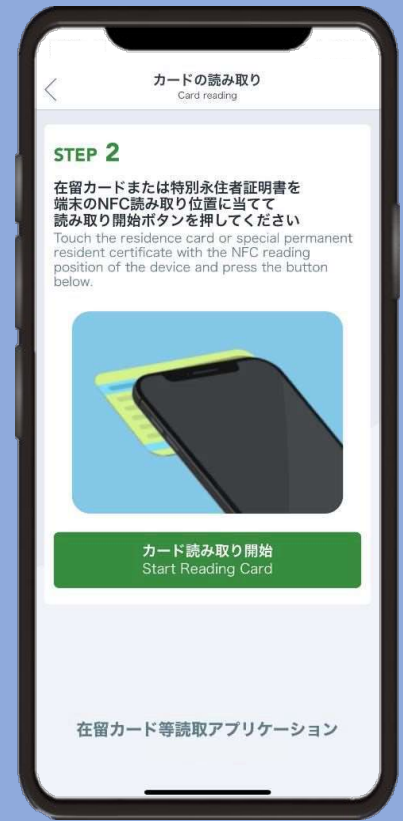 カードの読み取り
Card reading
STEP 2
在留カードまたは特別永住者証明書を
端末のNFC読み取り位置に当てて
読み取り開始ボタンを押してください
Touch the residence card or special permanent
resident certificate with the NFC reading
position of the device and press the button
below.
カード読み取り開始
Start Reading Card
在留カード等読取アプリケーション